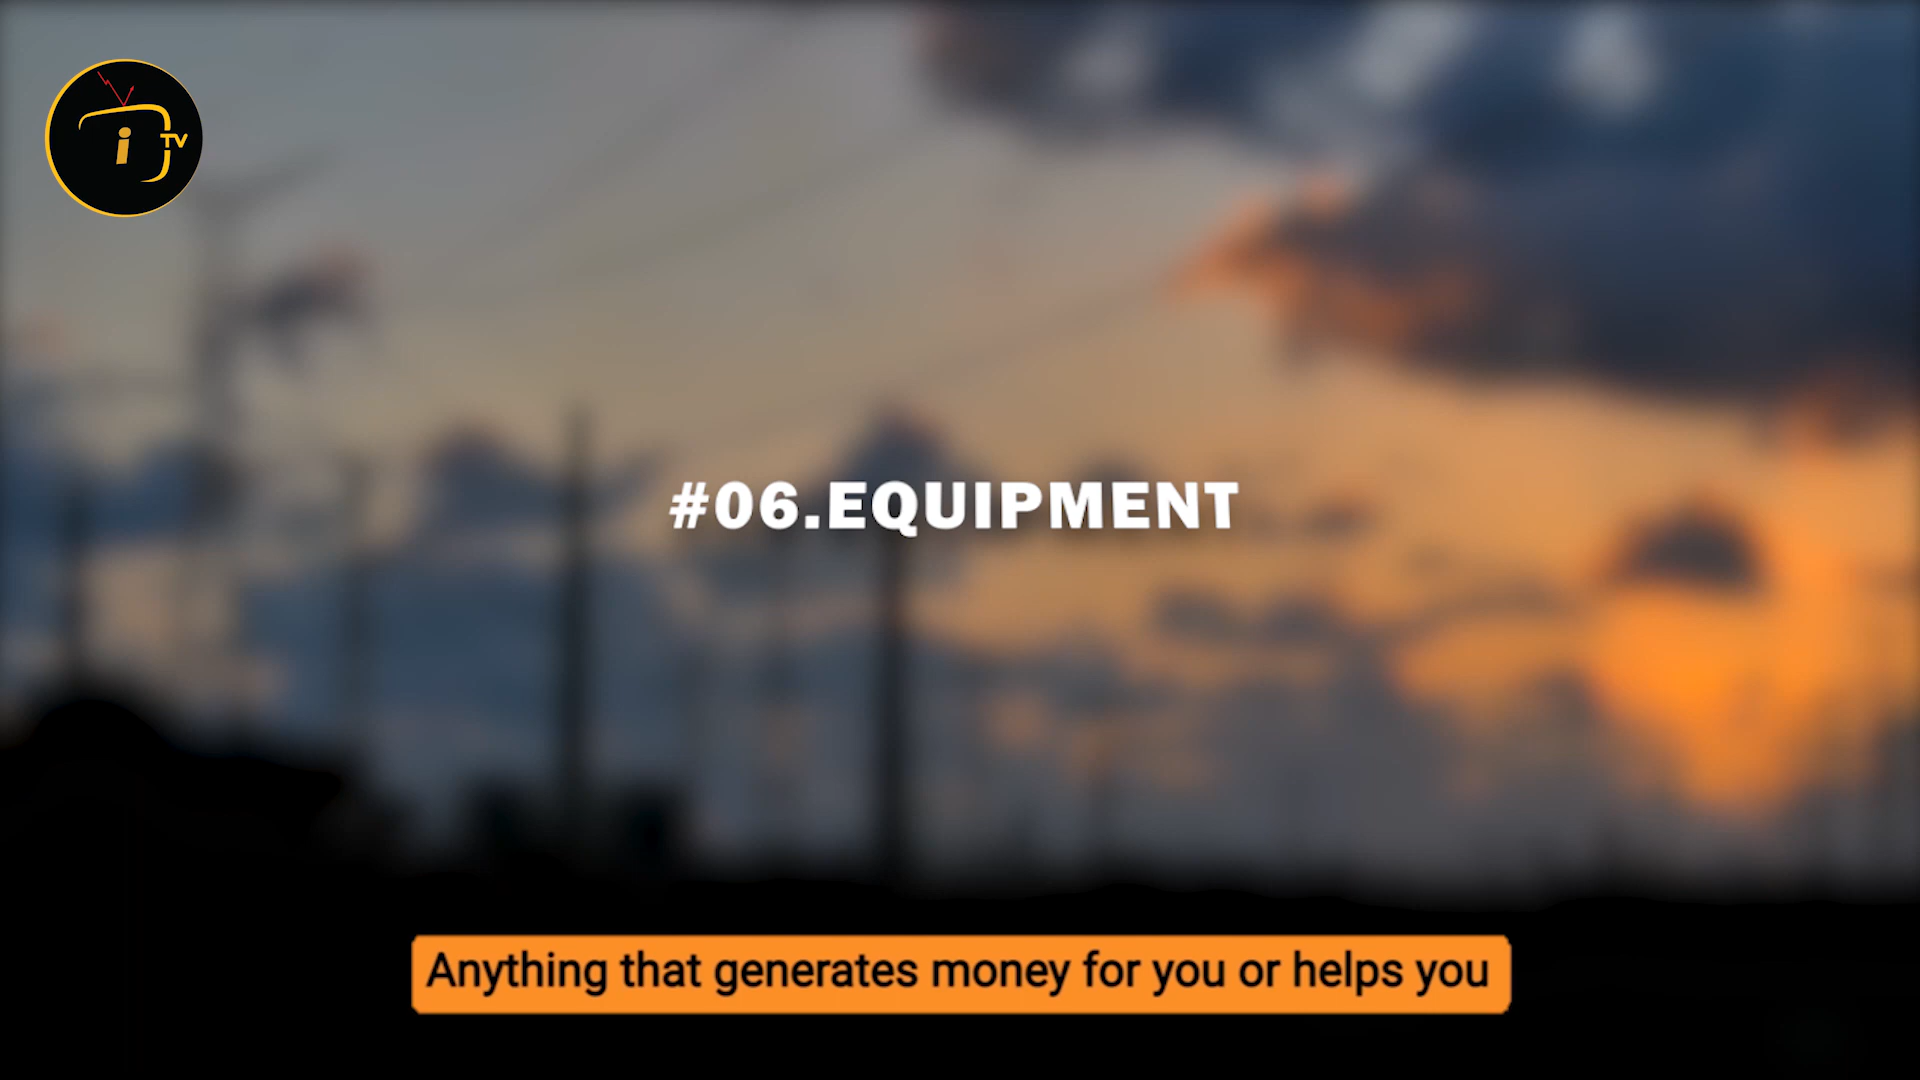 i
TV
#06.EQUIPMENT
Anything that generates money for you or helps you